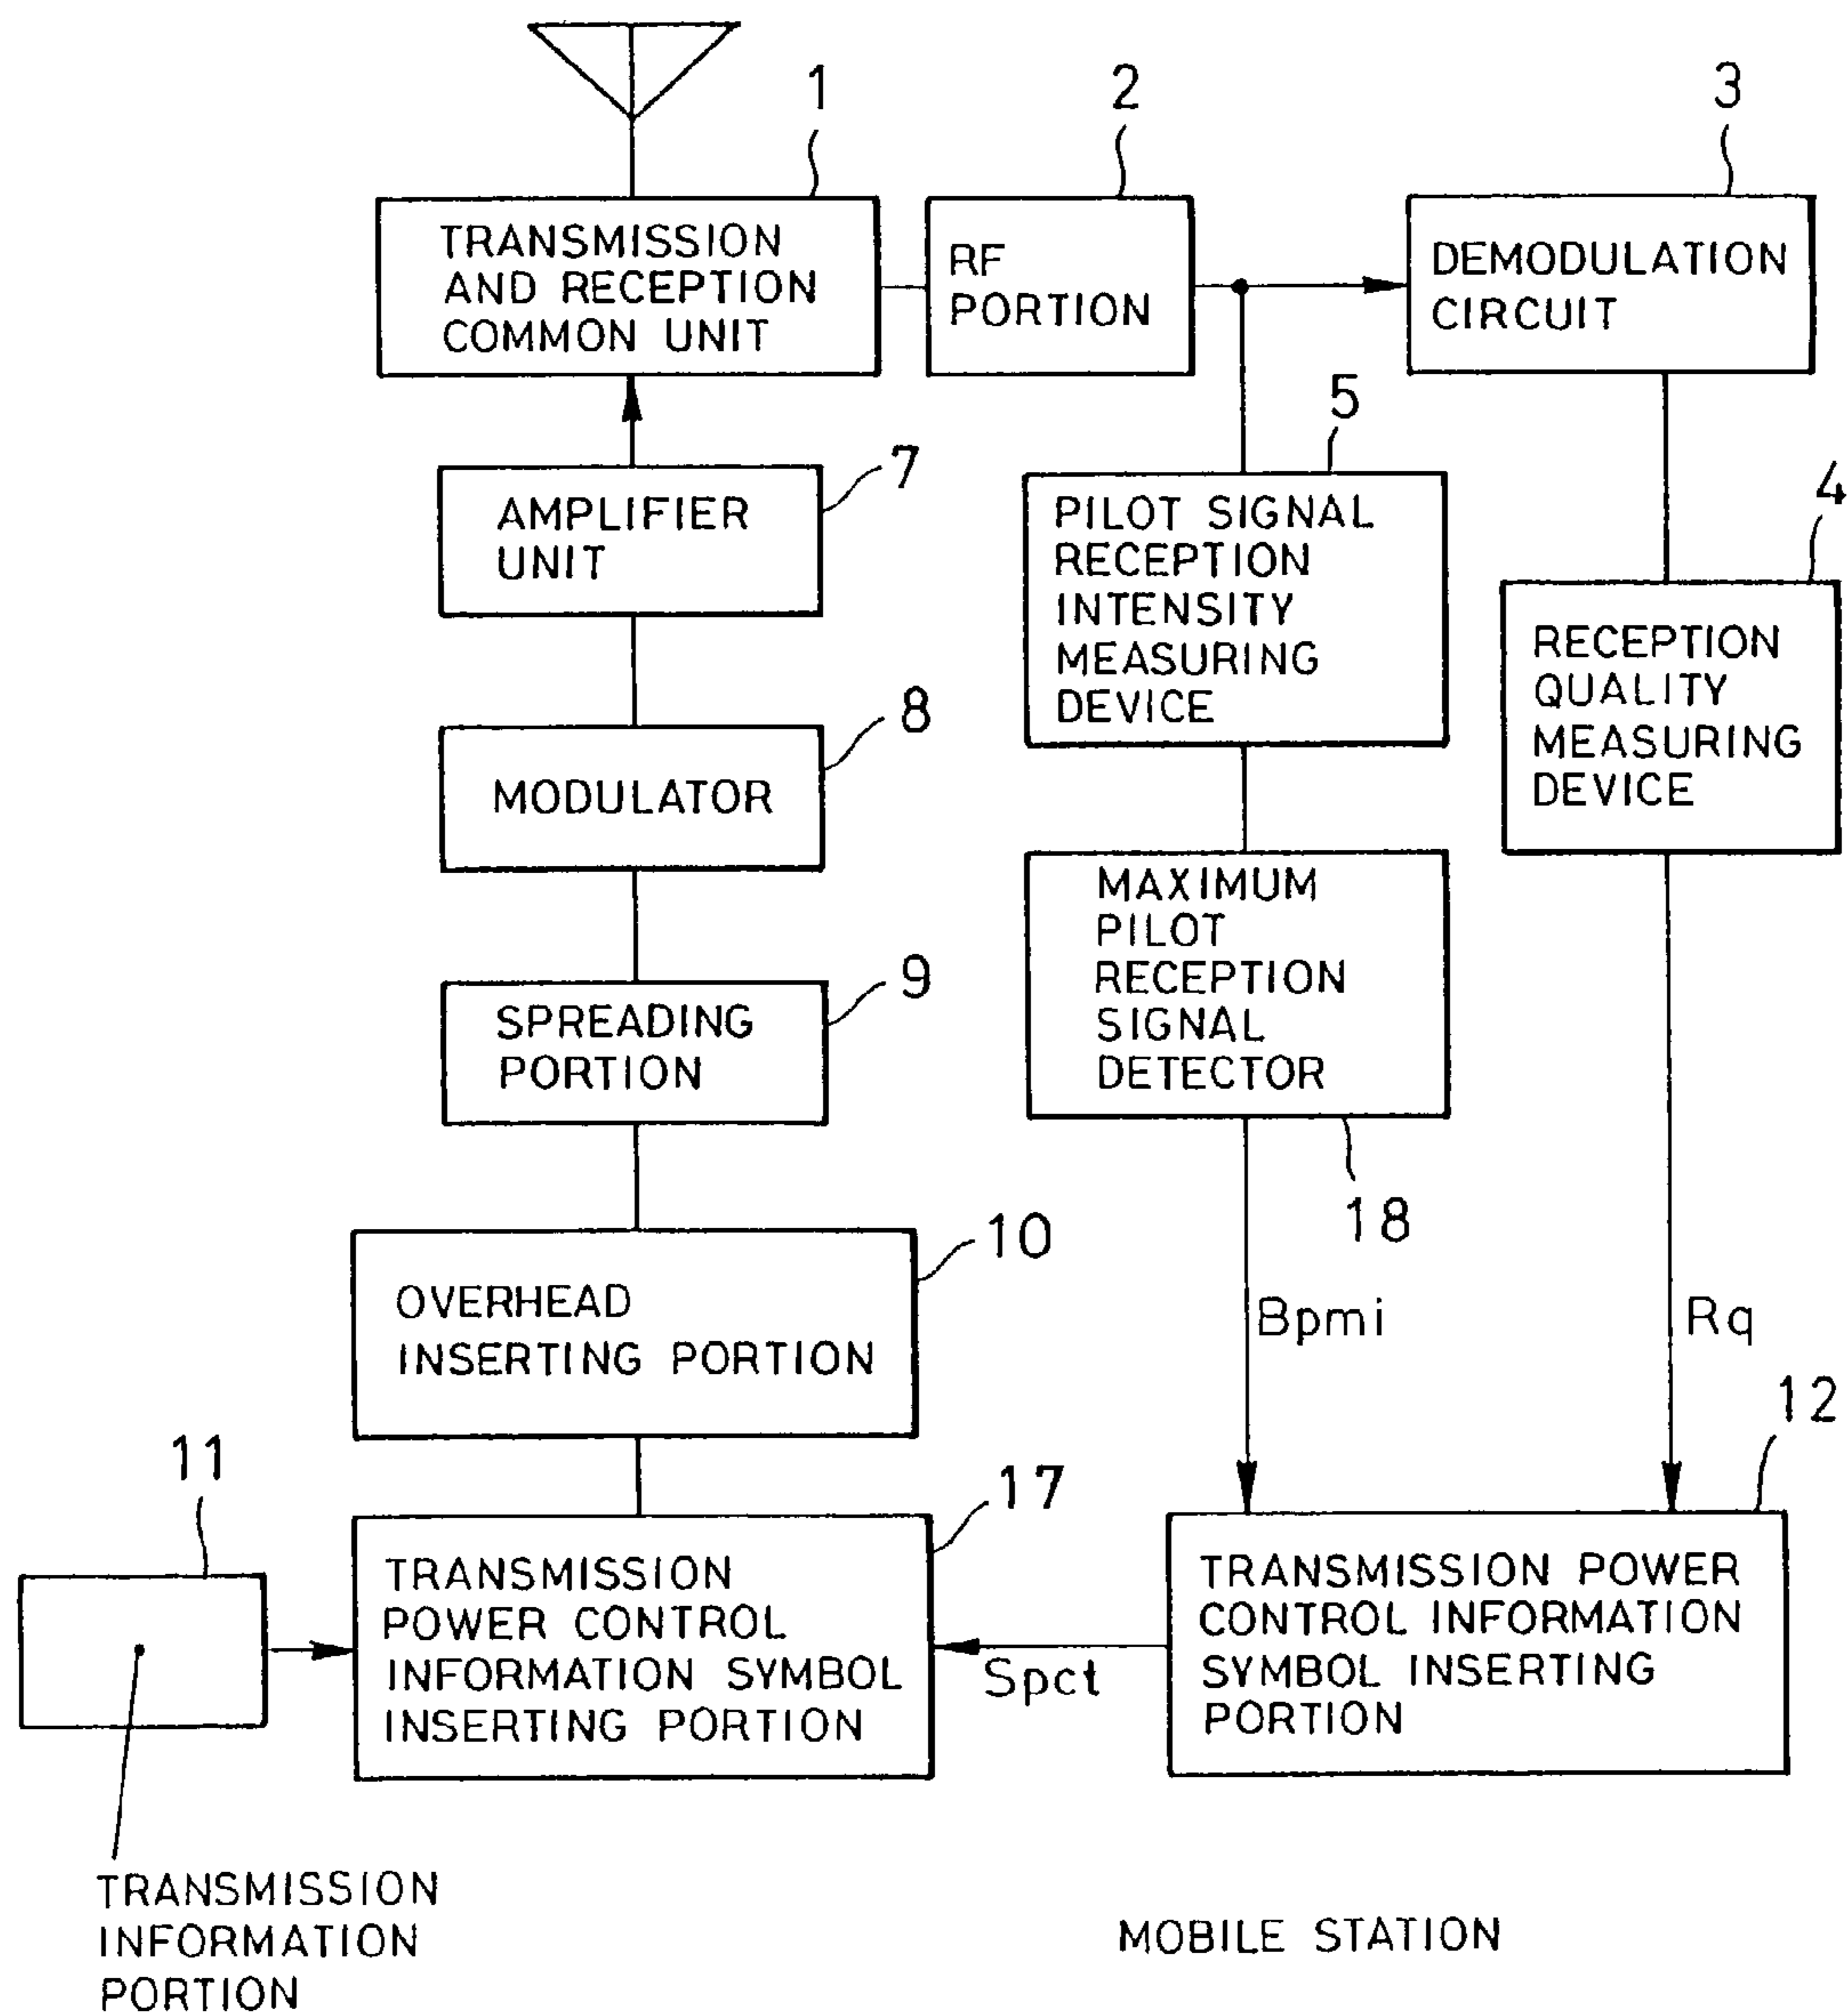 1
2
3
TRANSMISSION
AND RECEPTION
COMMON UNIT
RF
PORTION
DEMODULATION
CIRCUIT
5
7
4
AMPLIFIER
UNIT
PILOT SIGNAL
RECEPTION
INTENSITY
MEASURING
DEVICE
RECEPTION
QUALITY
MEASURING
DEVICE
8
MODULATOR
MAXIMUM
PILOT
RECEPTION
SIGNAL
DETECTOR
9
SPREADING
PORTION
18
10
OVERHEAD
INSERTING PORTION
Bpmi
Rq
12
11
17
TRANSMISSION
POWER CONTROL
INFORMATION SYMBOL
INSERTING PORTION
Spct
TRANSMISSION POWER
CONTROL INFORMATION
SYMBOL INSERTING
PORTION
TRANSMISSION
INFORMATION
PORTION
MOBILE STATION